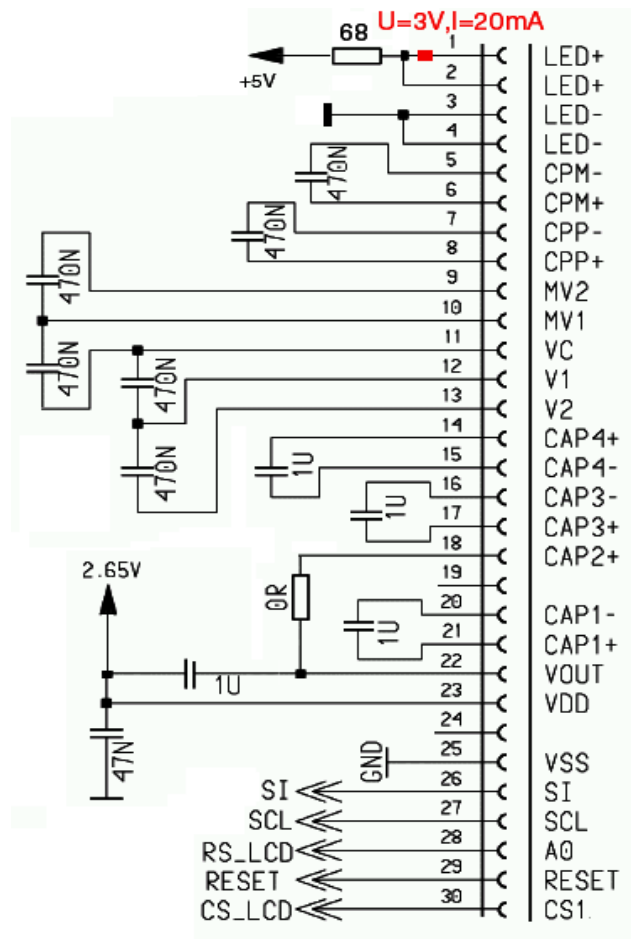 U=3V,I=20mA
68
+5V
1 LED+
2 LED+
3 LED-
4 LED-
5 CPM-
470N
6 CPM+
7 CPP-
470N
8 CPP+
9 MV2
470N
10 MV1
11 VC
470N
12 V1
470N
13 V2
14 CAP4+
470N
15 CAP4-
1U
16 CAP3-
1U
17 CAP3+
18 CAP2+
2.65V
19
0R
20 CAP1-
1U
21 CAP1+
22 VOUT
1U
23 VDD
24
47N
25 VSS
GND
SI 26 SI
SCL 27 SCL
RS_LCD 28 A0
RESET 29 RESET
CS_LCD 30 CS1